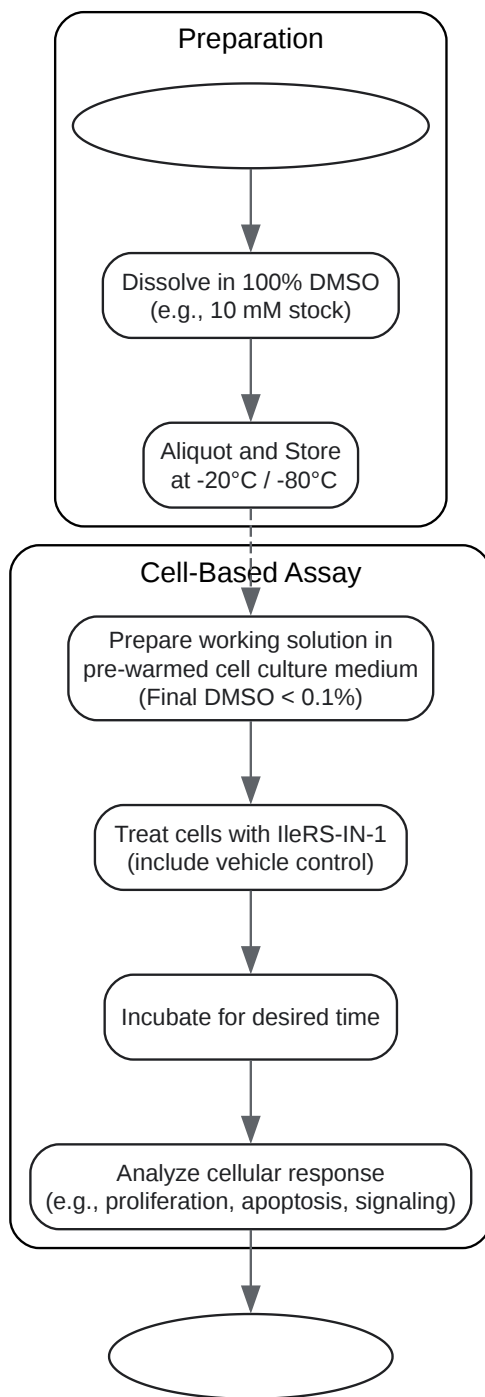 Preparation
Dissolve in 100% DMSO
(e.g., 10 mM stock)
Aliquot and Store
at -20°C / -80°C
Cell-Based Assay
Prepare working solution in
pre-warmed cell culture medium
(Final DMSO < 0.1%)
Treat cells with IleRS-IN-1
(include vehicle control)
Incubate for desired time
Analyze cellular response
(e.g., proliferation, apoptosis, signaling)